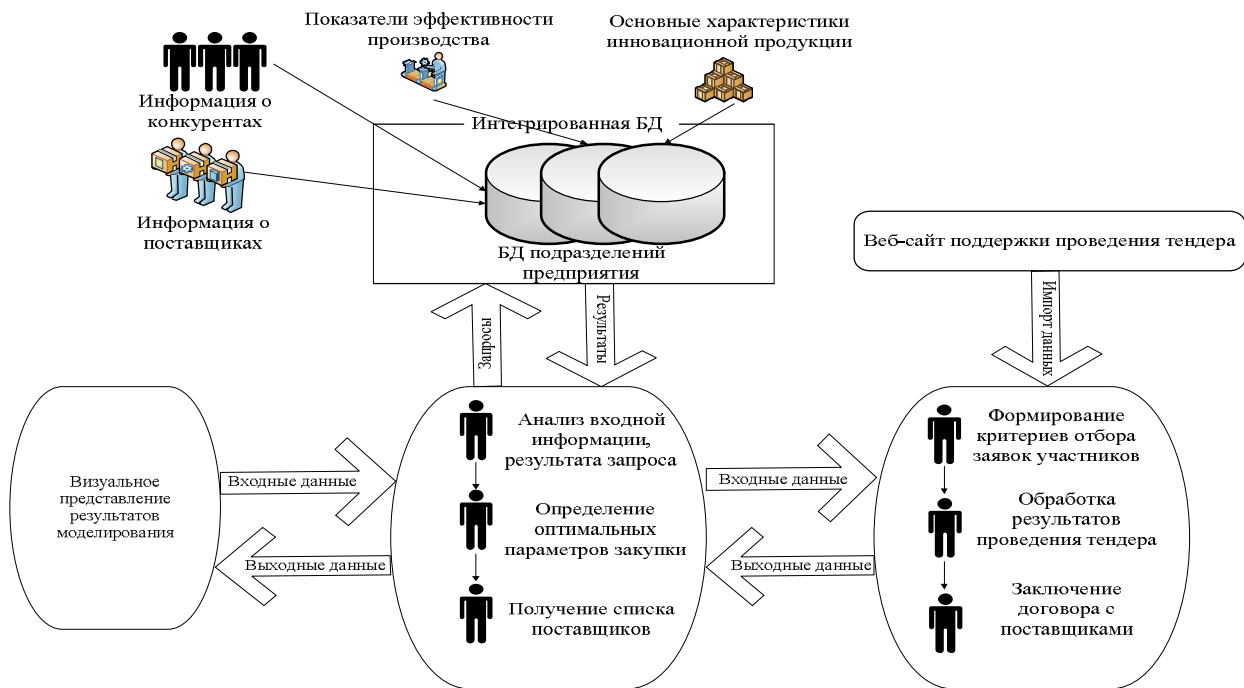 Показатели эффективности
производства
Основные характеристики
инновационной продукции
Информация о
конкурентах
Интегрированная БД
Информация о
поставщиках
БД подразделений
предприятия
Веб-сайт поддержки проведения тендера
Запросы
Результаты
Импорт данных
Визуальное
представление
результатов
моделирования
Входные данные
Выходные данные
Анализ входной
информации,
результата запроса
Определение
оптимальных
параметров закупки
Получение списка
поставщиков
Входные данные
Выходные данные
Формирование
критериев отбора
заявок участников
Обработка
результатов
проведения тендера
Заключение
договора с
поставщиками